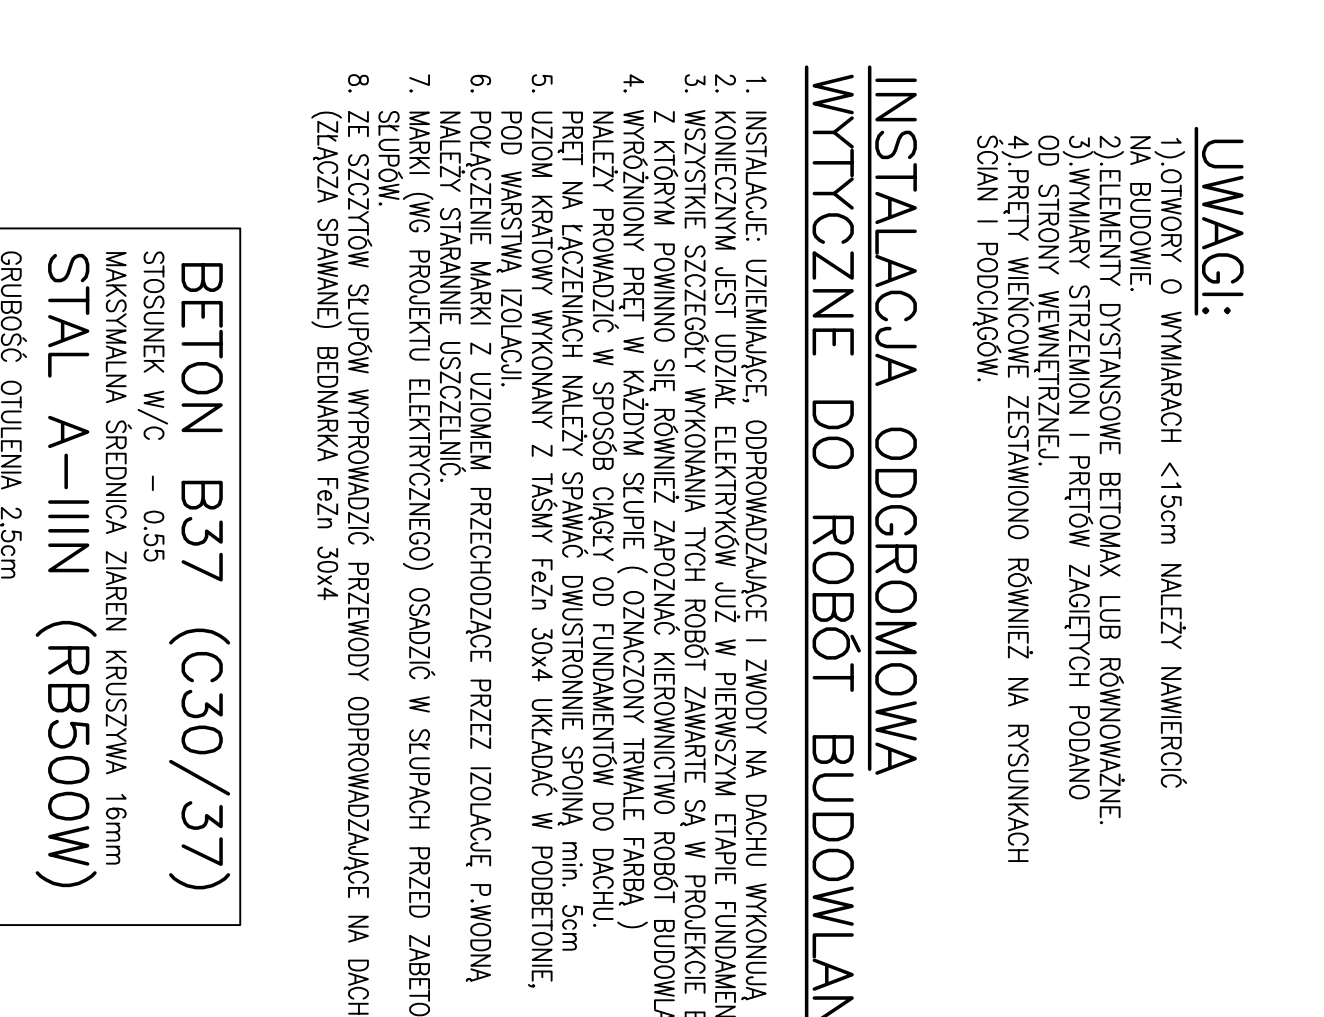 UWAGI:
1).OTWORY O WYMIARACH <15cm NALEŻY NAWIERCIĆ
NA BUDOWIE.
2).ELEMENTY DYSTANSOWE BETOMAX LUB RÓWNOWAŻNE.
3).WYMIARY STRZEMION I PRĘTÓW ZAGIĘTYCH PODANO
OD STRONY WEWNĘTRZNEJ.
4).PRĘTY WIEŃCOWE ZESTAWIONO RÓWNIEŻ NA RYSUNKACH
ŚCIAN I PODCIĄGÓW.
INSTALACJA ODGROMOWA
WYTYCZNE DO ROBÓT BUDOWLAN
1. INSTALACJE: UZIEMIAJĄCE, ODPROWADZAJĄCE I ZWODY NA DACHU WYKONUJĄ
2. KONIECZNYM JEST UDZIAŁ ELEKTRYKÓW JUŻ W PIERWSZYM ETAPIE FUNDAMEN
3. WSZYSTKIE SZCZEGÓŁY WYKONANIA TYCH ROBÓT ZAWARTE SĄ W PROJEKCIE
Z KTÓRYM POWINNO SIĘ RÓWNIEŻ ZAPOZNAĆ KIEROWNICTWO ROBÓT BUDOWLA
4. WYRÓŻNIONY PRĘT W KAŻDYM SŁUPIE ( OZNACZONY TRWALE FARBĄ )
NALEŻY PROWADZIĆ W SPOSÓB CIĄGŁY OD FUNDAMENTÓW DO DACHU.
PRĘT NA ŁĄCZENIACH NALEŻY SPAWAĆ DWUSTRONNIE SPOINĄ min. 5cm
5. UZIOM KRATOWY WYKONANY Z TAŚMY FeZn 30x4 UKŁADAĆ W PODBETONIE,
POD WARSTWĄ IZOLACJI.
6. POŁĄCZENIE MARKI Z UZIOMEM PRZECHODZĄCE PRZEZ IZOLACJĘ P.WODNĄ
NALEŻY STARANNIE USZCZELNIĆ.
7. MARKI (WG PROJEKTU ELEKTRYCZNEGO) OSADZIĆ W SŁUPACH PRZED ZABETO
SŁUPÓW.
8. ZE SZCZYTÓW SŁUPÓW WYPROWADZIĆ PRZEWODY ODPROWADZAJĄCE NA DACH
(ZŁĄCZA SPAWANE) BEDNARKA FeZn 30x4
BETON B37 (C30/37)
STOSUNEK W/C - 0.55
MAKSYMALNA ŚREDNICA ZIAREN KRUSZYWA 16mm
STAL A-IIIN (RB500W)
GRUBOŚĆ OTULENIA 2,5cm